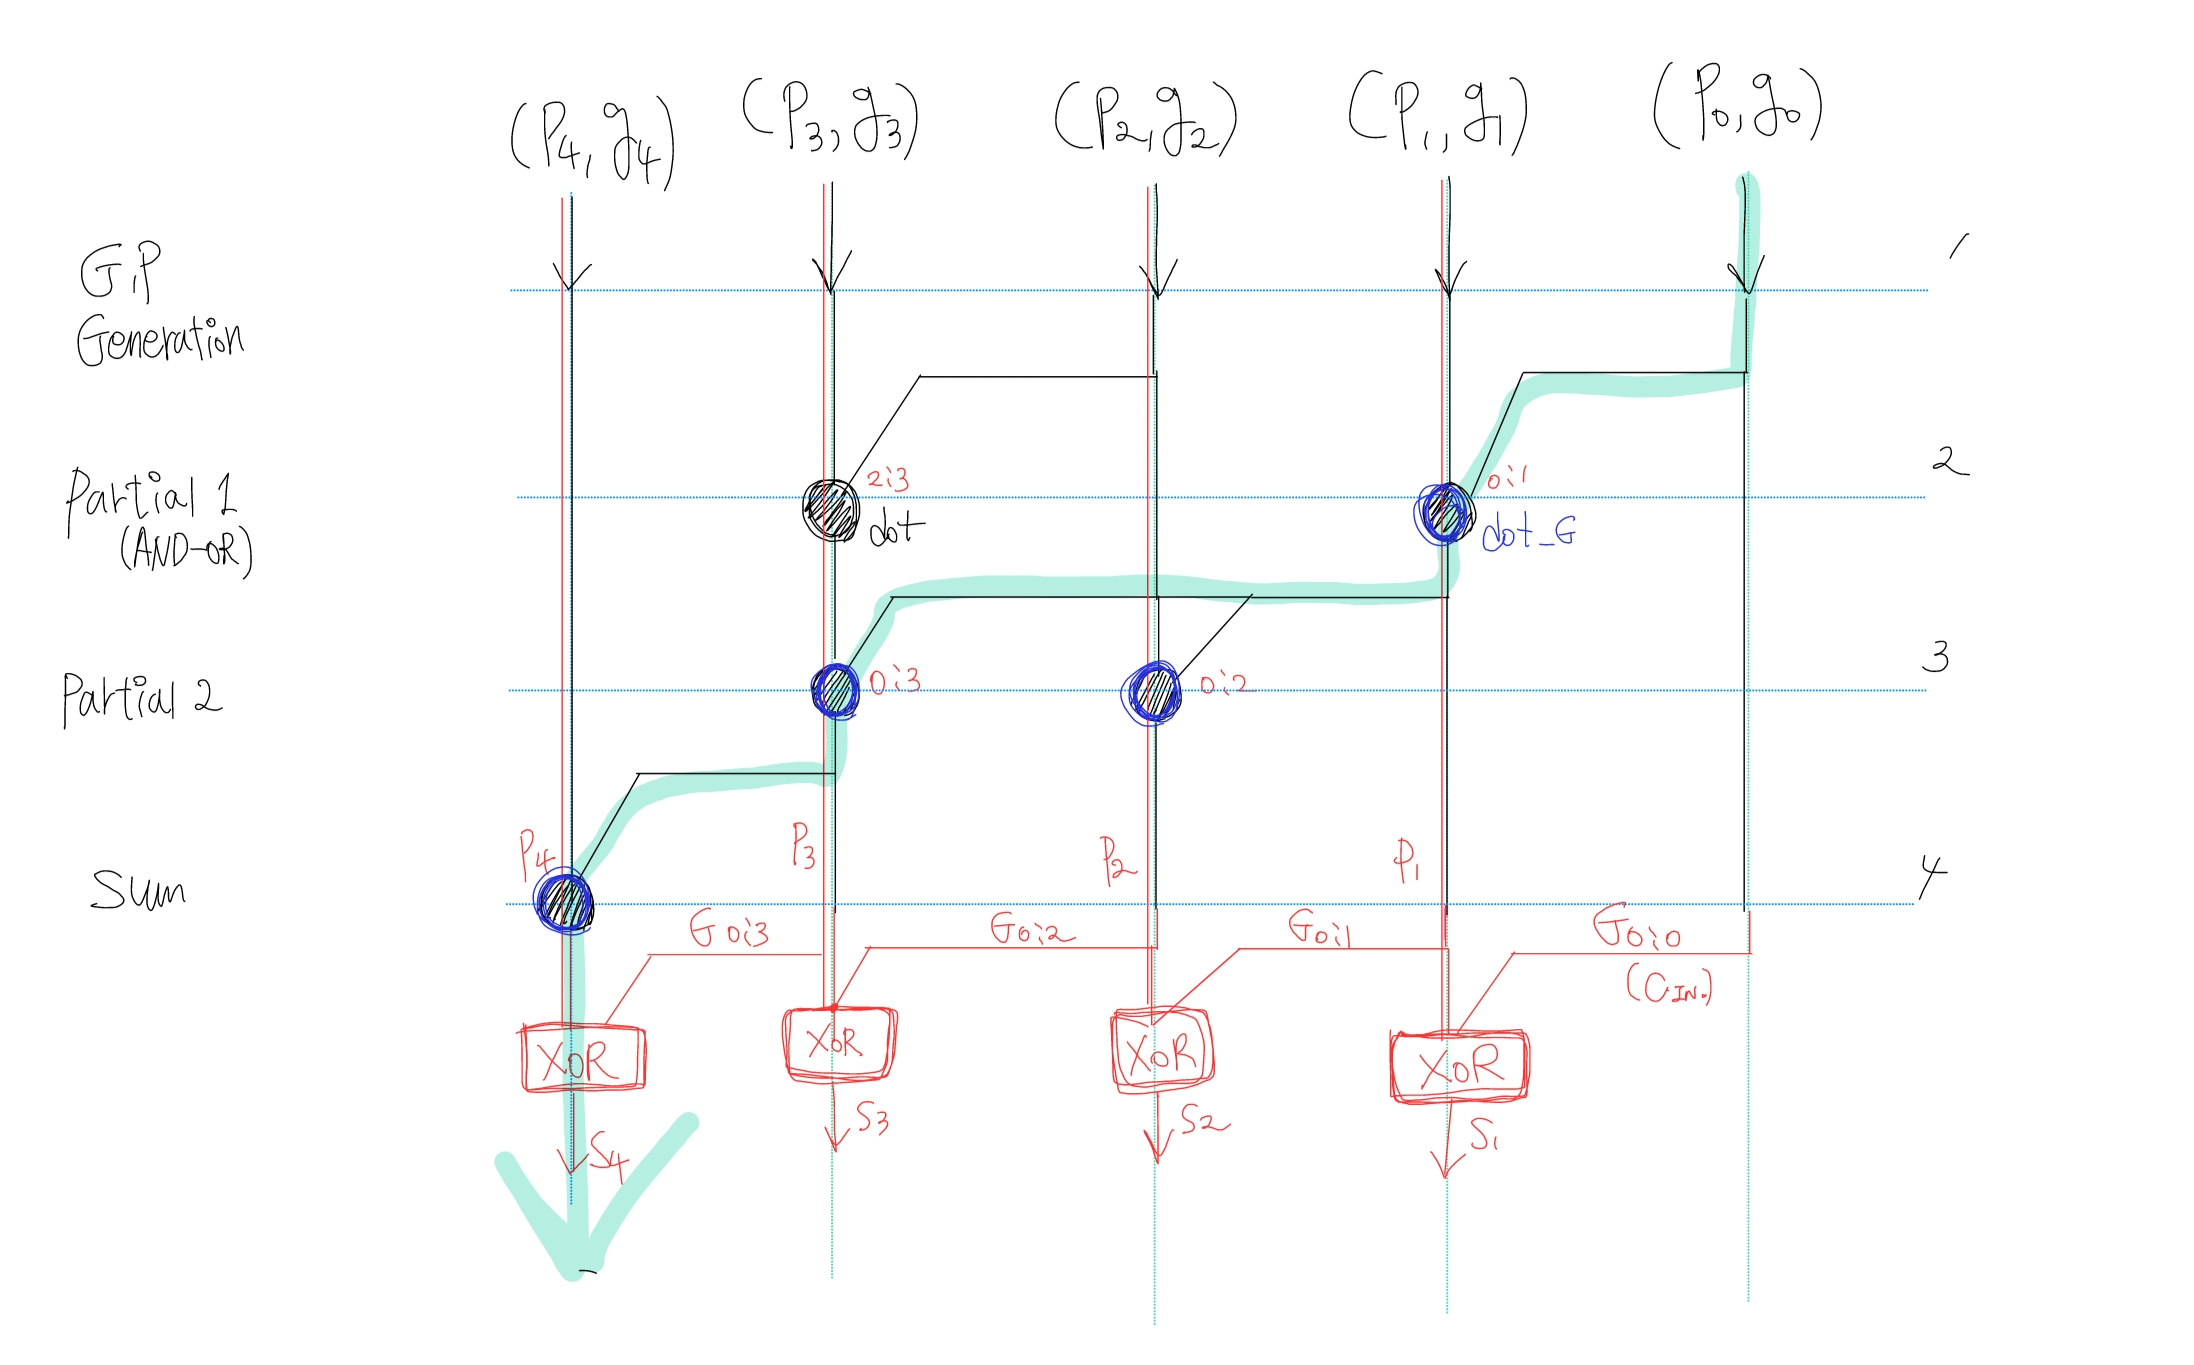 (P4, g4) (P3, g3) (P2, g2) (P1, g1) (P0, g0)
G,P
Generation
1
Partial 1
(AND-OR)
2:3
dot
0:1
dot_G
2
Partial 2
0:3
0:2
3
Sum
P4
P3
P2
P1
4
G0:3
G0:2
G0:1
G0:0
(CIN.)
XOR XOR XOR XOR
S4 S3 S2 S1